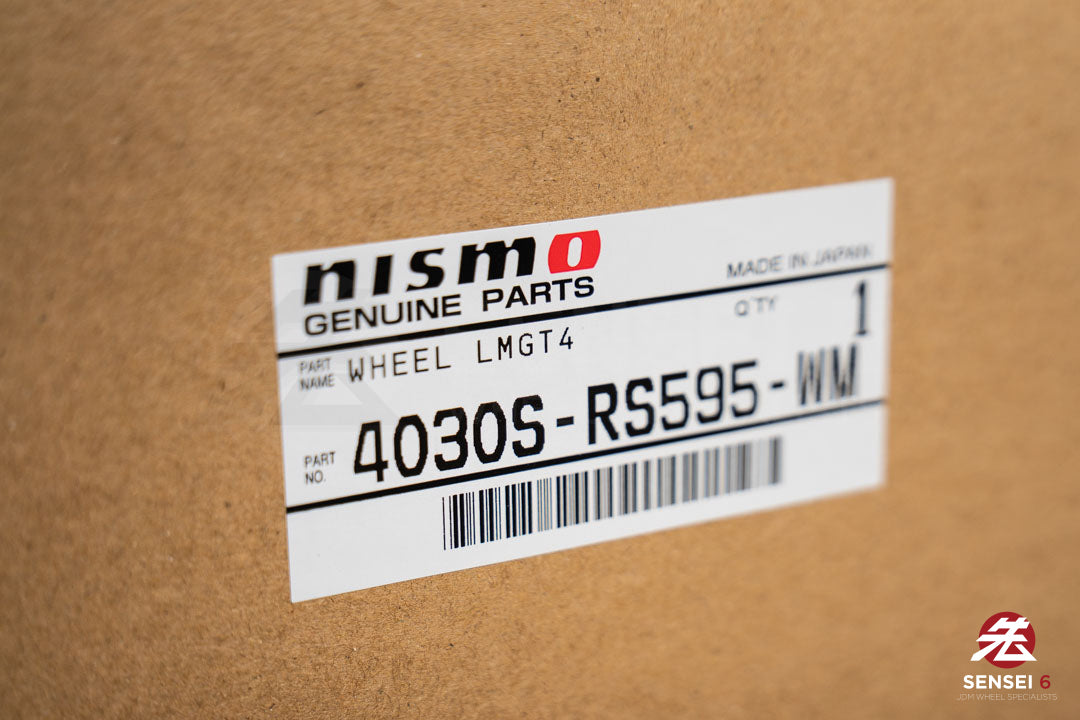 nismo
GENUINE PARTS
MADE IN JAPAN
PART NAME WHEEL LMGT4
Q'TY 1
PART NO. 4030S-RS595-WM
SENSEI 6
JDM WHEEL SPECIALISTS